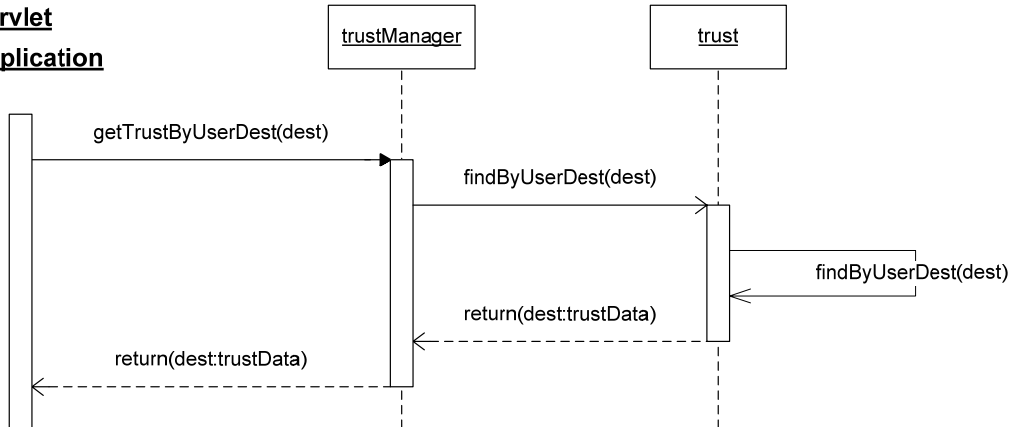 rvlet
plication
trustManager
trust
getTrustByUserDest(dest)
findByUserDest(dest)
findByUserDest(dest)
return(dest:trustData)
return(dest:trustData)